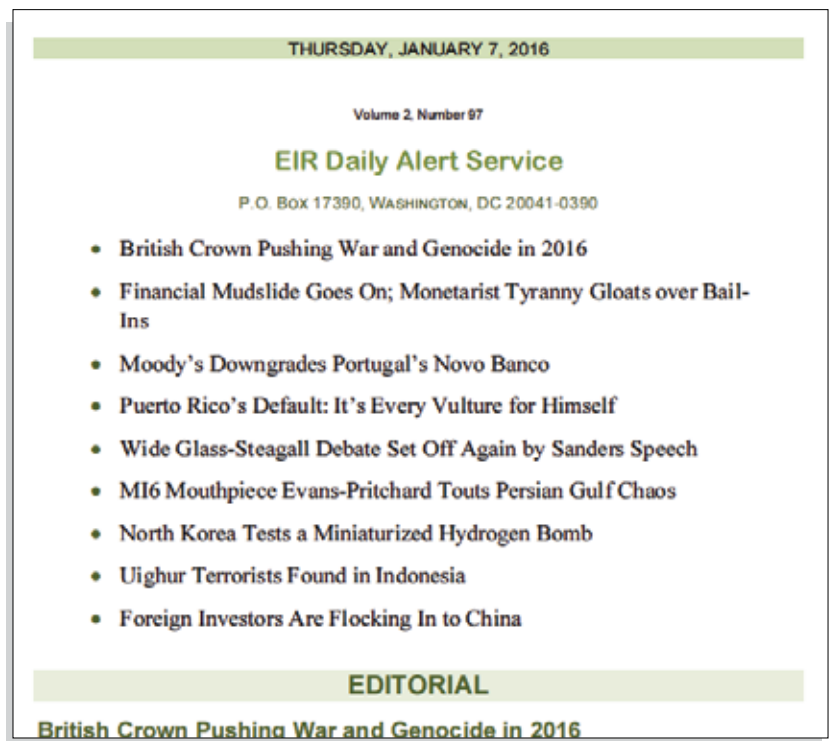 THURSDAY, JANUARY 7, 2016
Volume 2, Number 97
EIR Daily Alert Service
P.O. BOX 17390, WASHINGTON, DC 20041-0390
• British Crown Pushing War and Genocide in 2016
• Financial Mudslide Goes On; Monetarist Tyranny Gloats over Bail-
Ins
• Moody's Downgrades Portugal's Novo Banco
• Puerto Rico's Default: It's Every Vulture for Himself
• Wide Glass-Steagall Debate Set Off Again by Sanders Speech
• MI6 Mouthpiece Evans-Pritchard Touts Persian Gulf Chaos
• North Korea Tests a Miniaturized Hydrogen Bomb
• Uighur Terrorists Found in Indonesia
• Foreign Investors Are Flocking In to China
EDITORIAL
British Crown Pushing War and Genocide in 2016